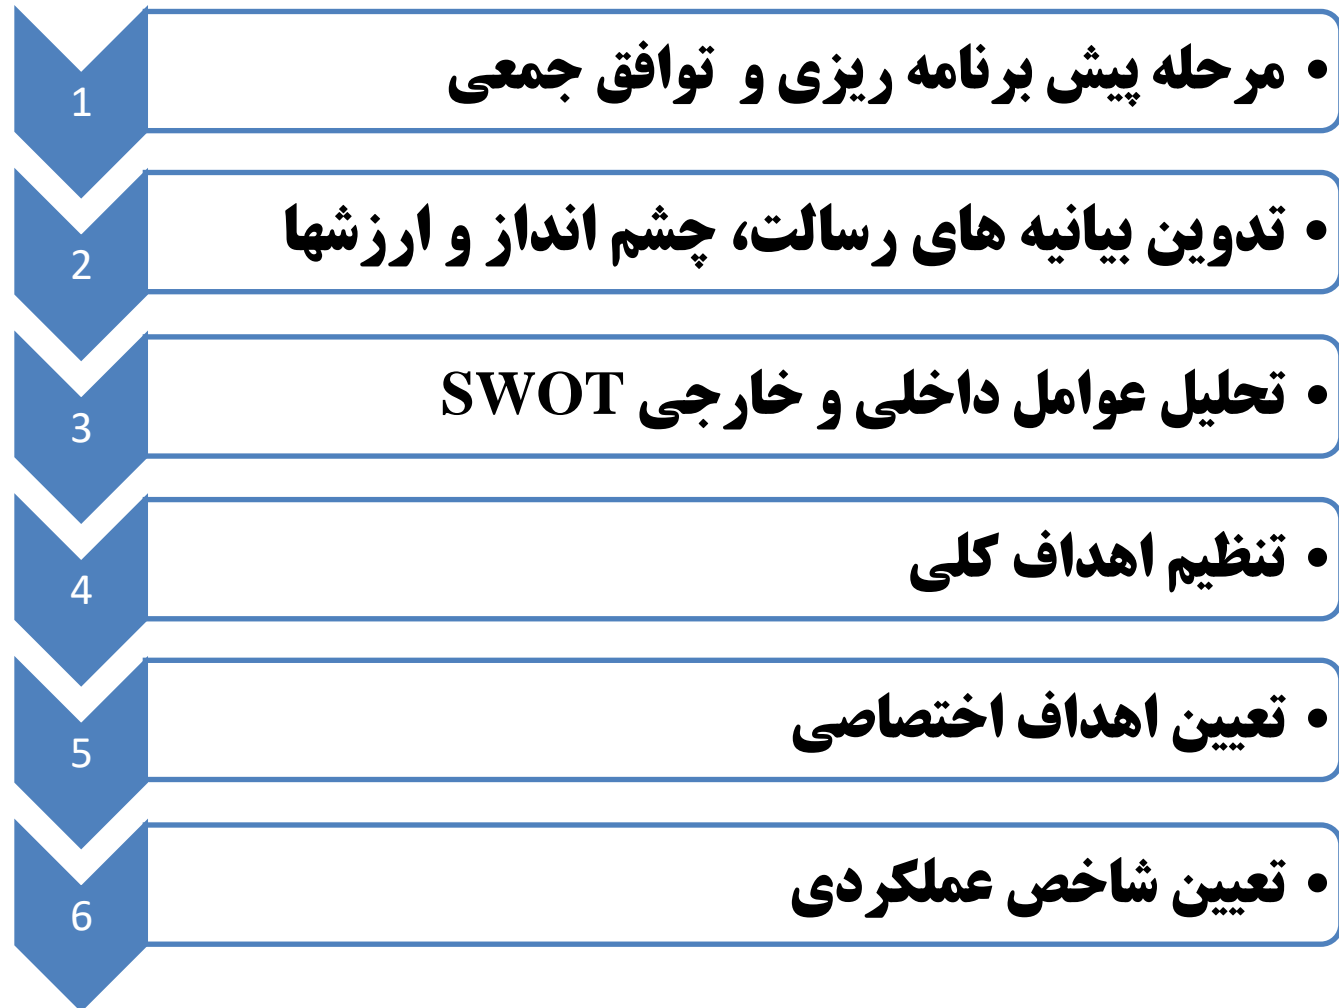 1
• مرحله پیش برنامه ریزی و توافق جمعی
2
• تدوین بیانیه های رسالت، چشم انداز و ارزشها
3
• تحلیل عوامل داخلی و خارجی SWOT
4
• تنظیم اهداف کلی
5
• تعیین اهداف اختصاصی
6
• تعیین شاخص عملکردی